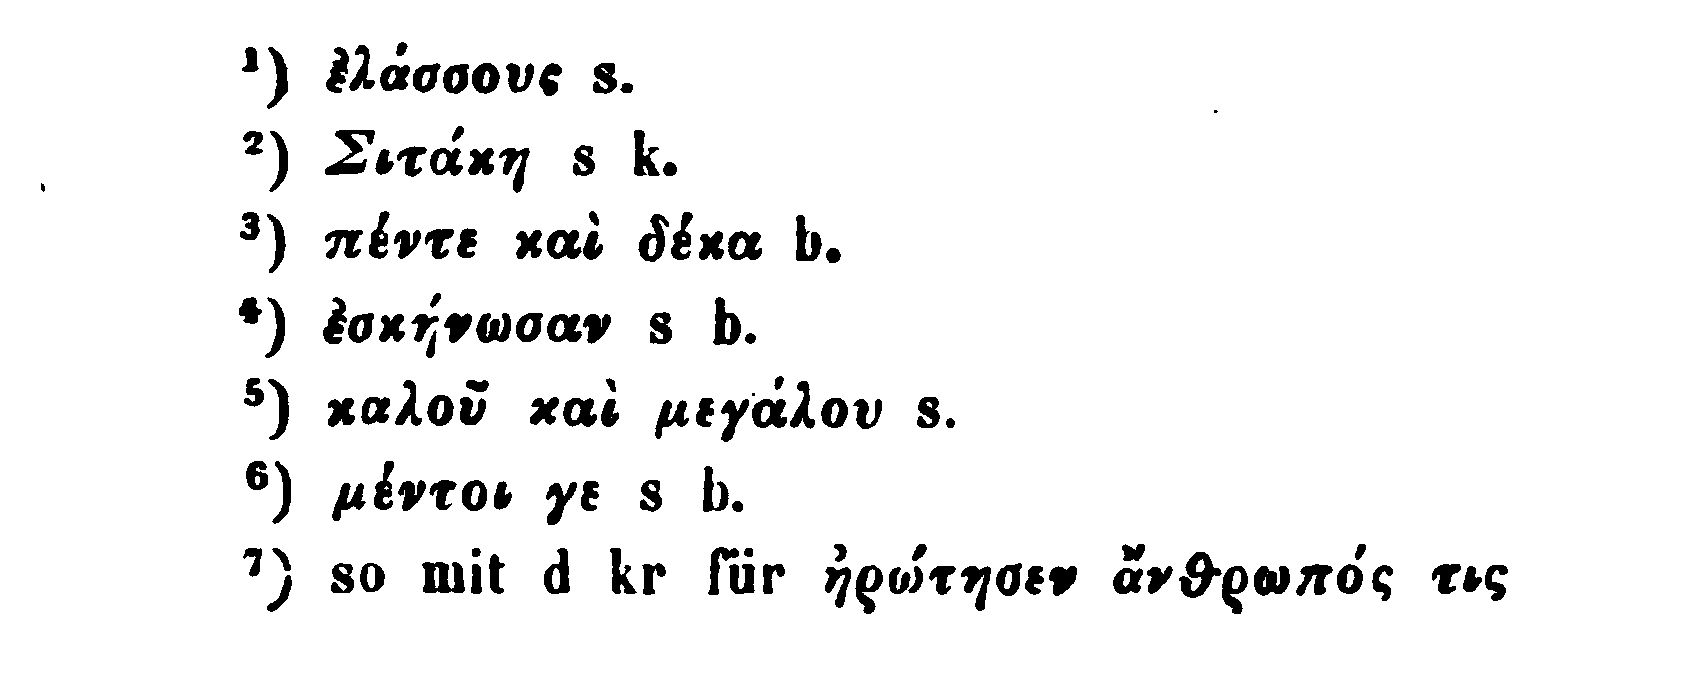 ¹) ἐλάσσους s.
²) Σιτάκη s k.
³) πέντε καὶ δέκα b.
⁴) ἐσκήνωσαν s b.
⁵) καλοῦ καὶ μεγάλου s.
⁶) μέντοι γε s b.
⁷) so mit d kr für ἠρώτησεν ἄνθρωπός τις